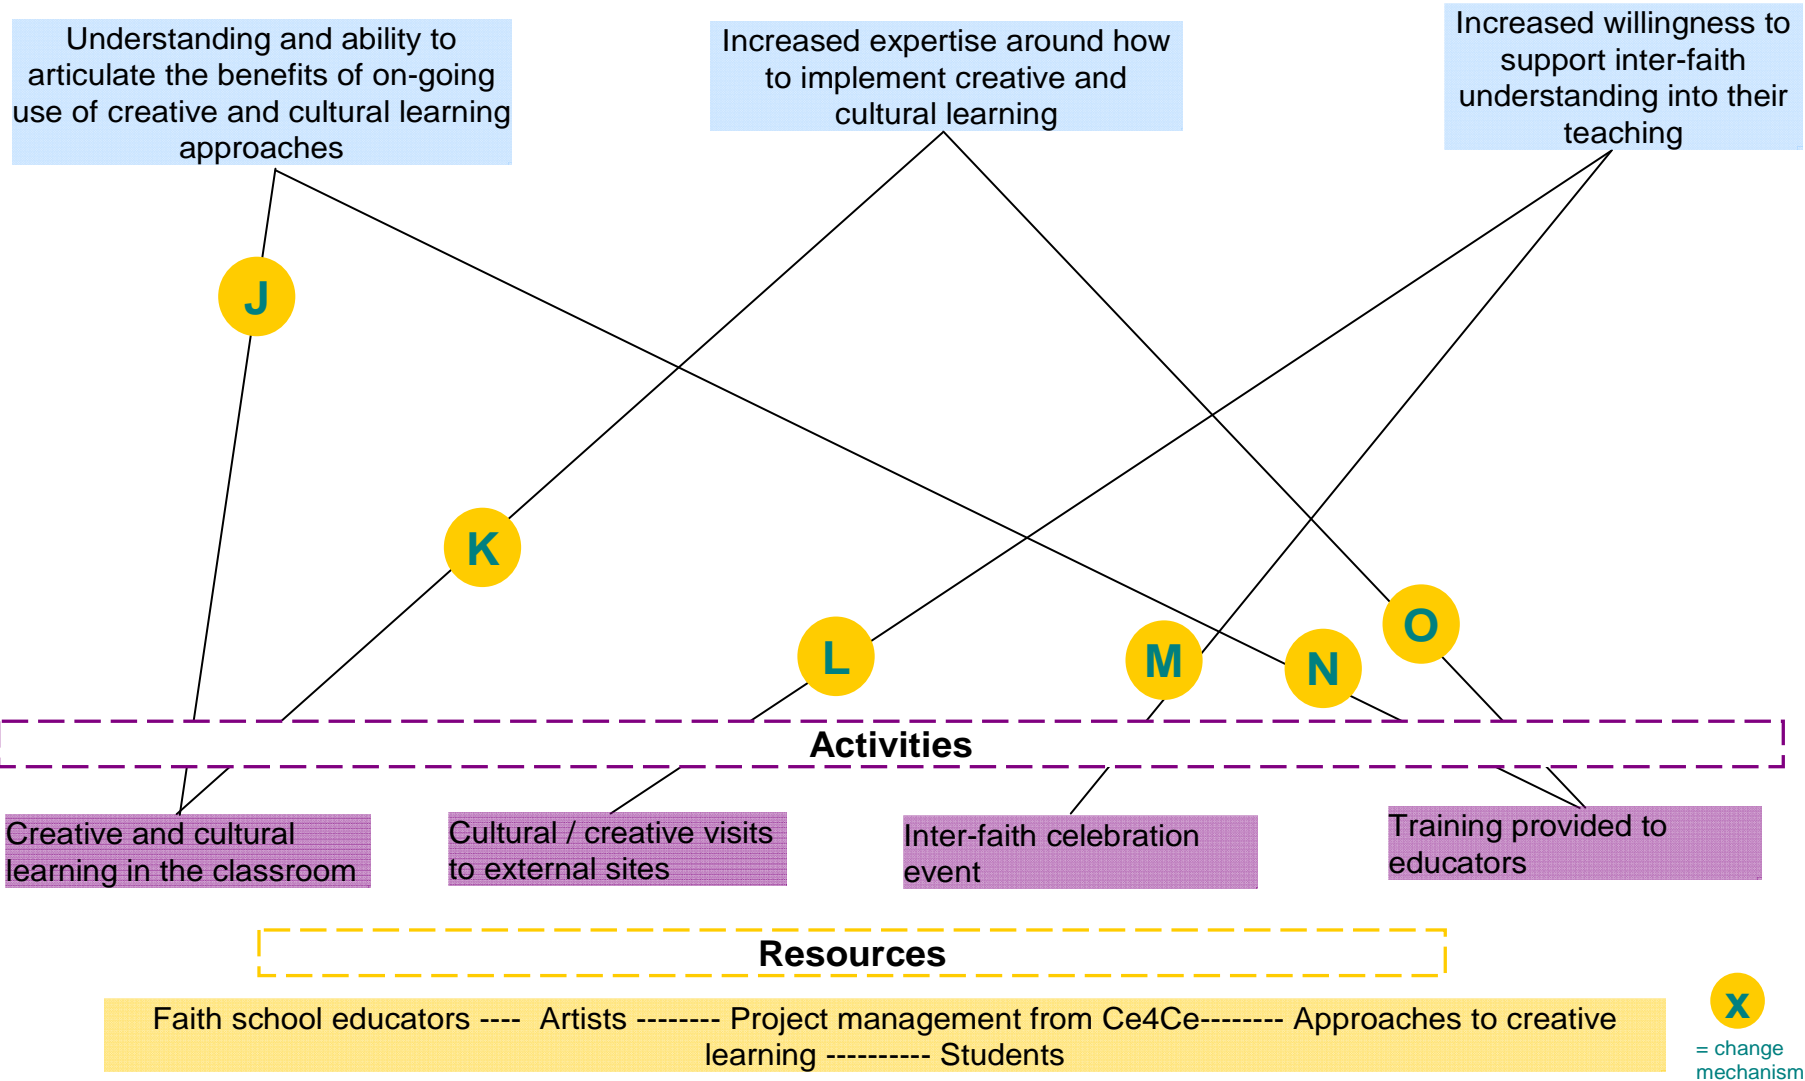 Understanding and ability to
articulate the benefits of on-going
use of creative and cultural learning
approaches
Increased expertise around how
to implement creative and
cultural learning
Increased willingness to
support inter-faith
understanding into their
teaching
J
K
L
M
N
O
Activities
Creative and cultural
learning in the classroom
Cultural / creative visits
to external sites
Inter-faith celebration
event
Training provided to
educators
Resources
Faith school educators ---- Artists -------- Project management from Ce4Ce-------- Approaches to creative
learning ---------- Students
x
= change
mechanism